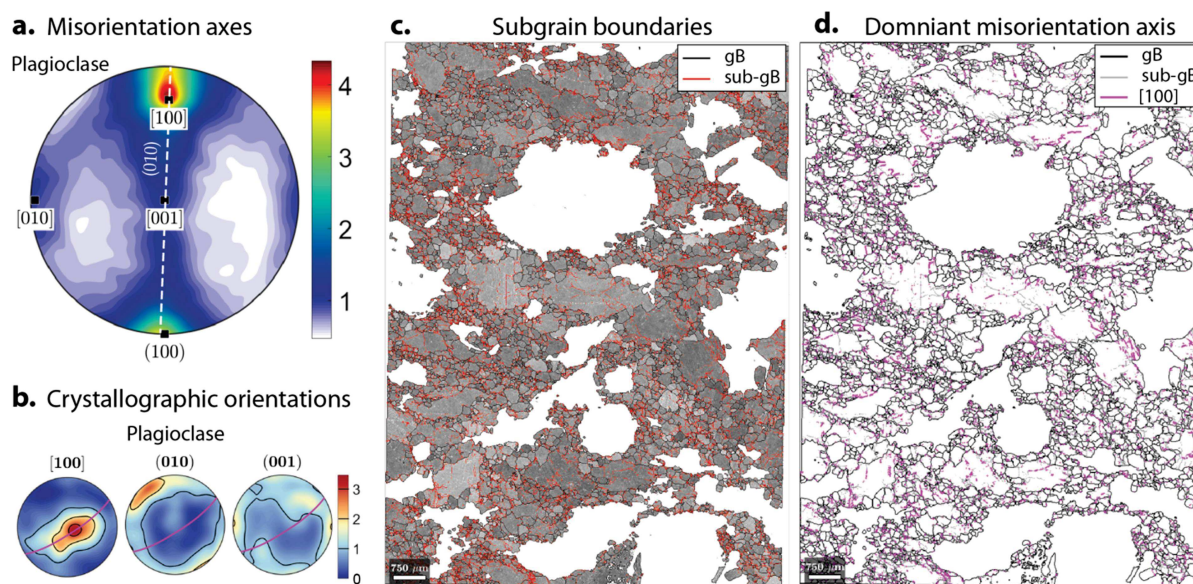 a. Misorientation axes
Plagioclase
[100]
(010)
[010]
[001]
(100)
4
3
2
1
b. Crystallographic orientations
Plagioclase
[100]
(010)
(001)
3
2
1
0
c. Subgrain boundaries
gB
sub-gB
750 µm
d. Domniant misorientation axis
gB
sub-gB
[100]
750 µm